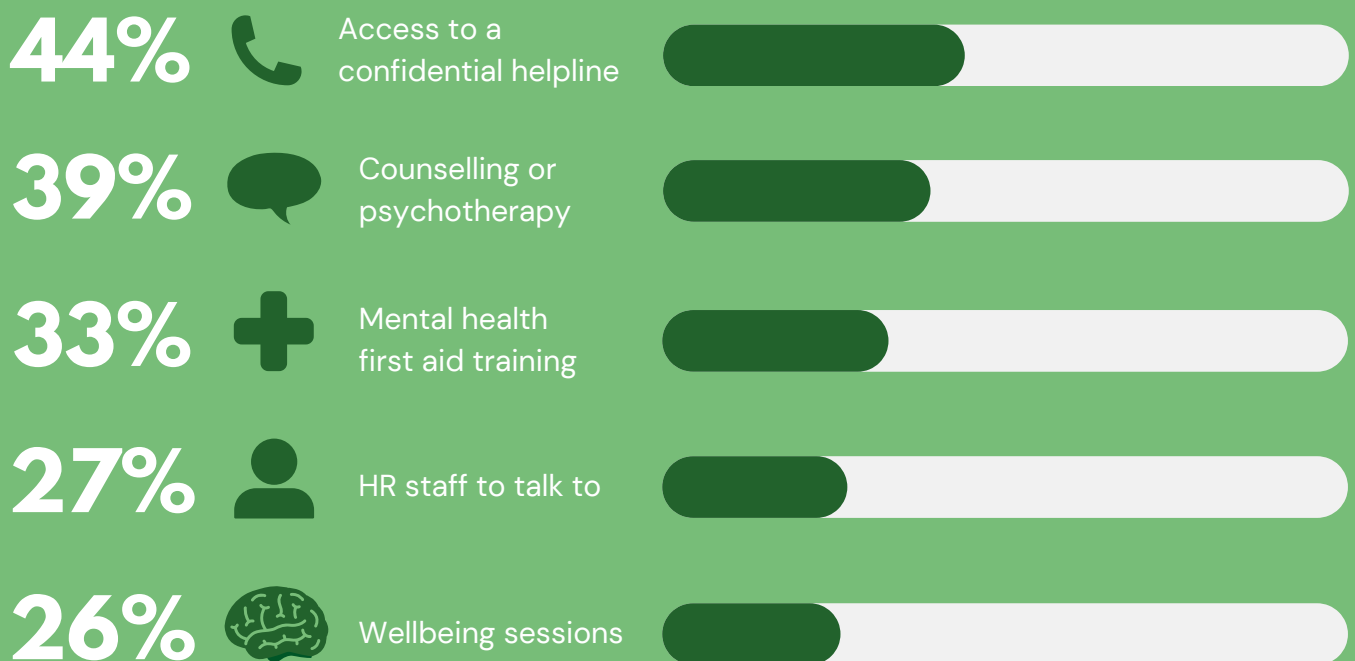 44%
Access to a
confidential helpline
39%
Counselling or
psychotherapy
33%
Mental health
first aid training
27%
HR staff to talk to
26%
Wellbeing sessions